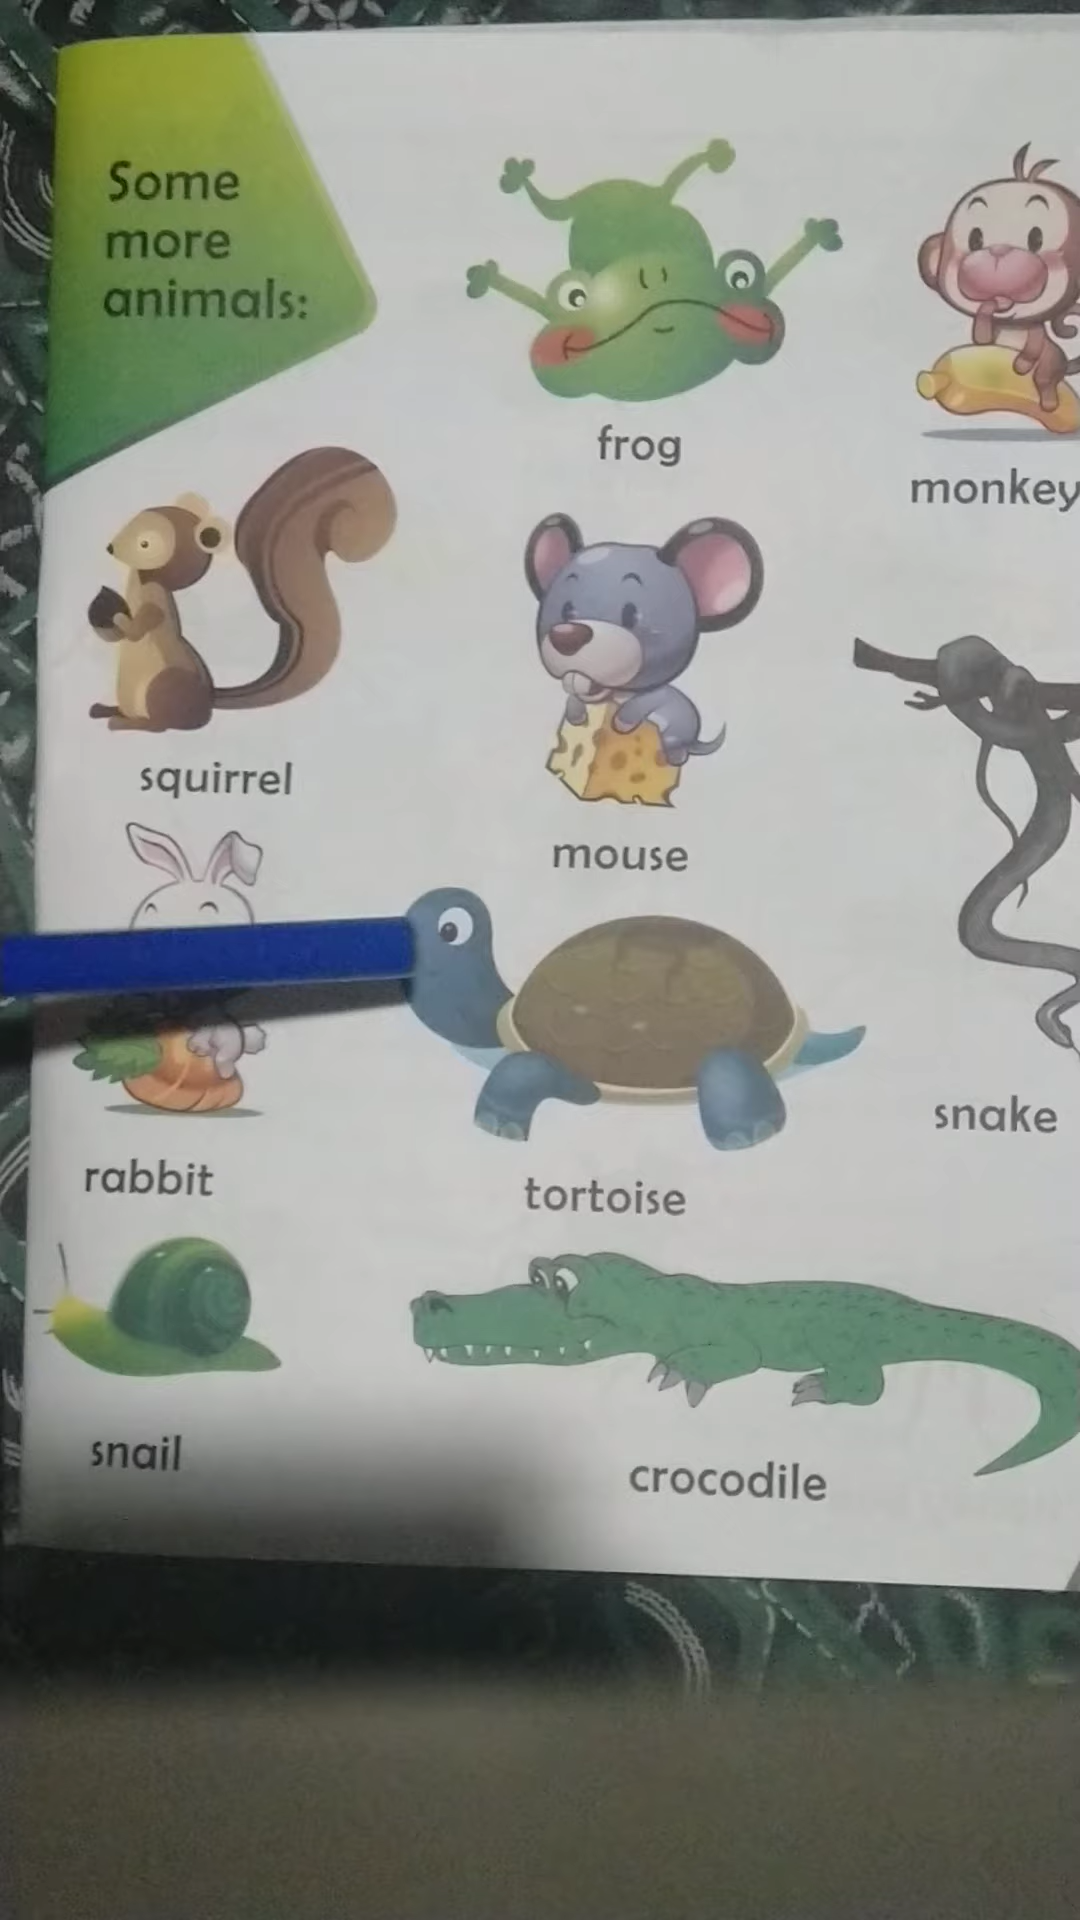 Some
more
animals:
frog
monkey
squirrel
mouse
snake
rabbit
tortoise
snail
crocodile